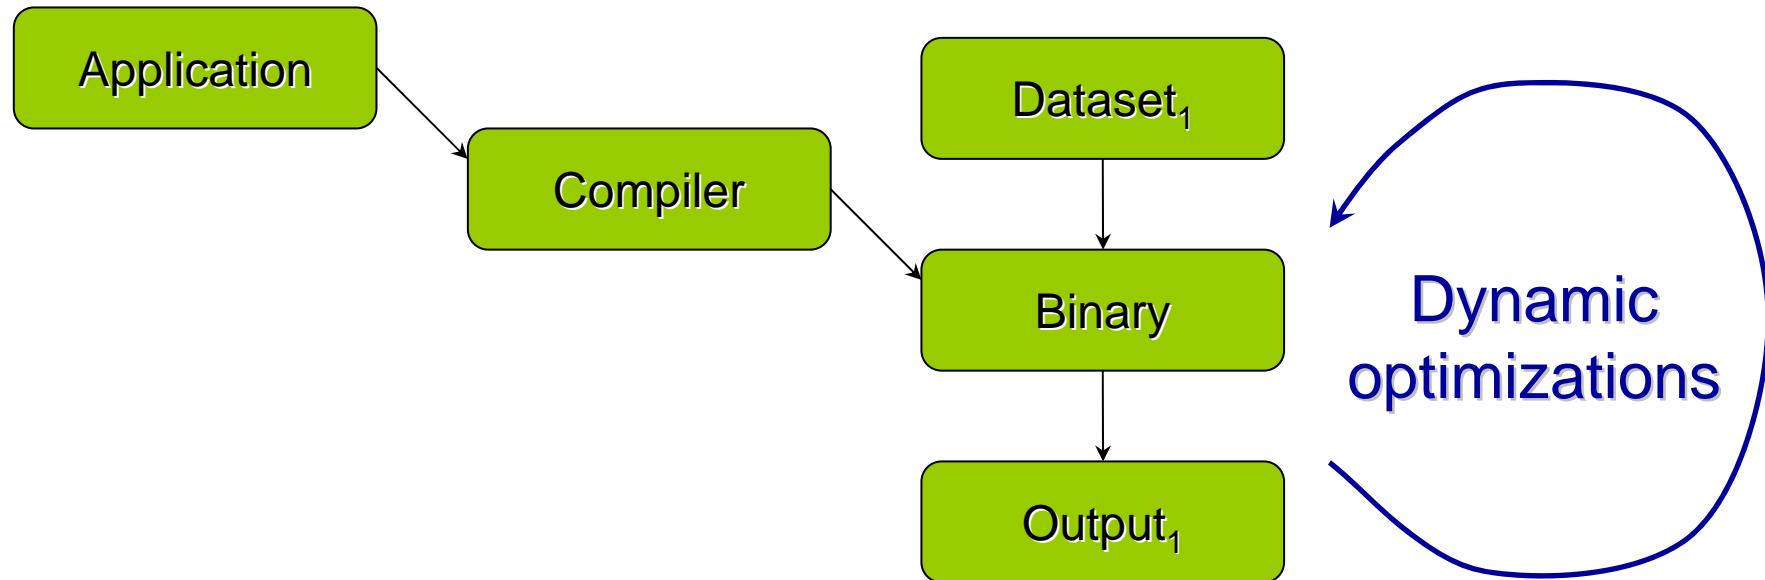 Application
Compiler
Dataset₁
Binary
Output₁
Dynamic
optimizations